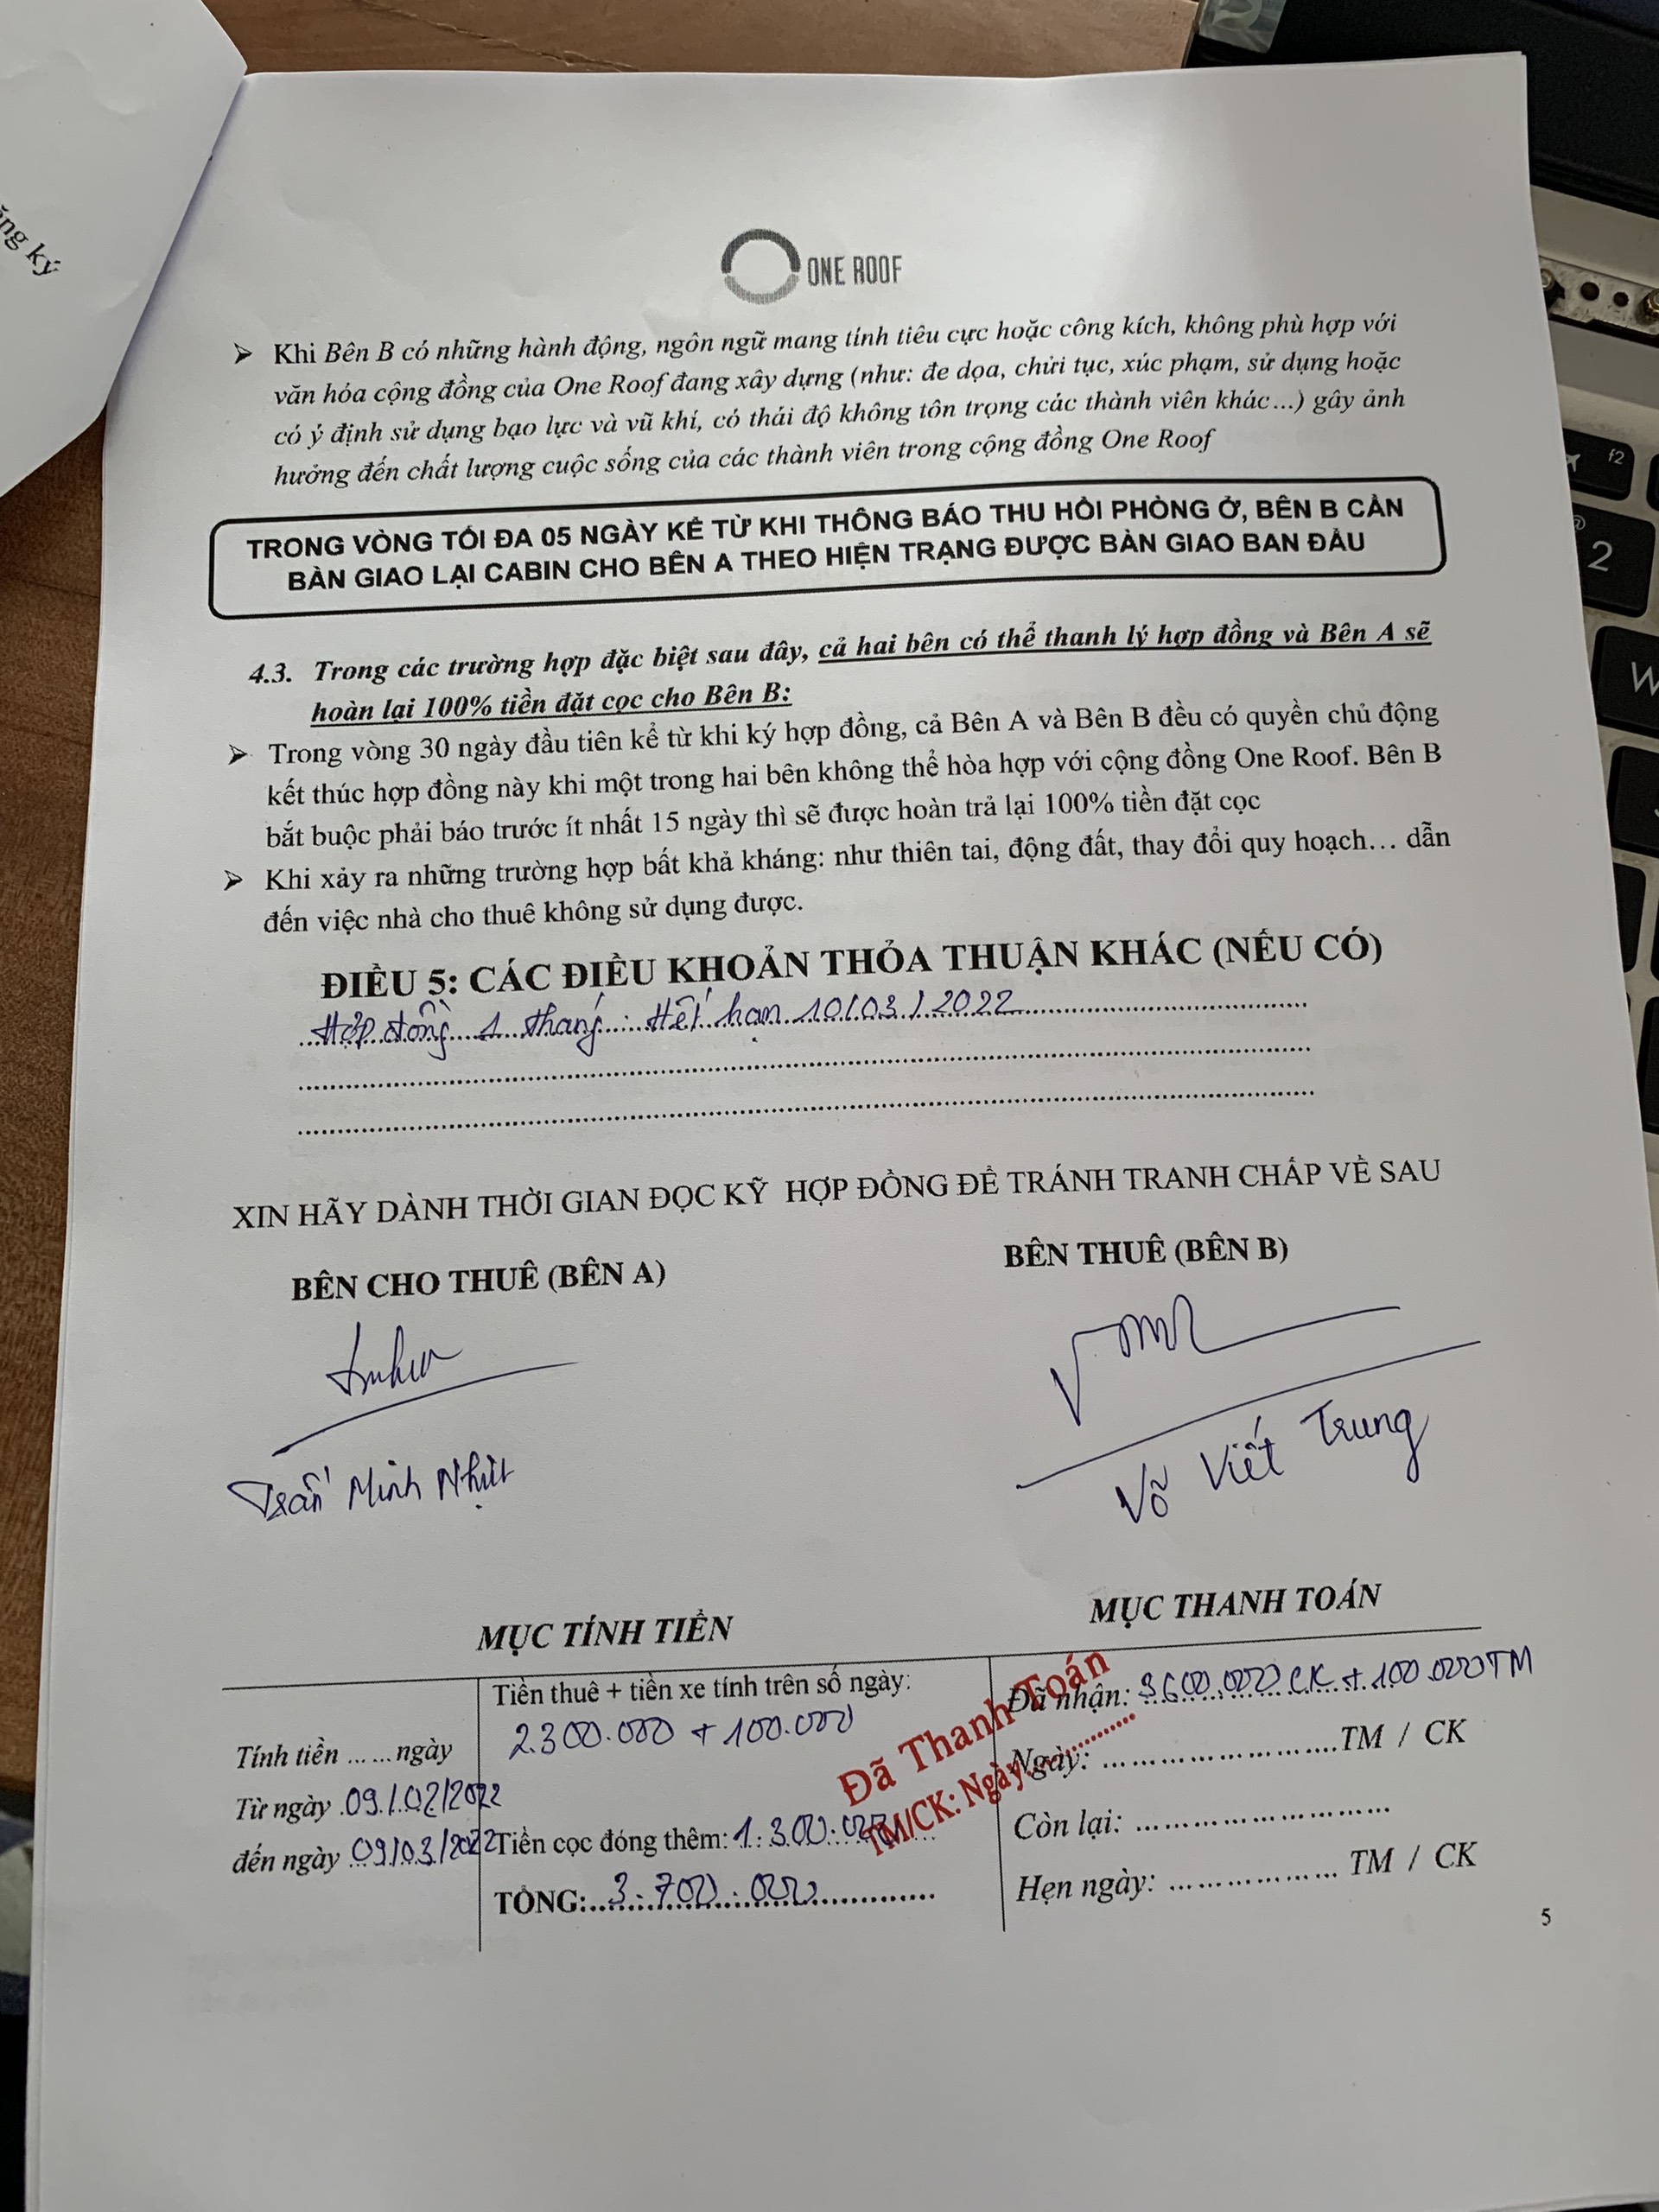 ăng ký
ONE ROOF
➢ Khi Bên B có những hành động, ngôn ngữ mang tính tiêu cực hoặc công kích, không phù hợp với
văn hóa cộng đồng của One Roof đang xây dựng (như: đe dọa, chửi tục, xúc phạm, sử dụng hoặc
có ý định sử dụng bạo lực và vũ khí, có thái độ không tôn trọng các thành viên khác…) gây ảnh
hưởng đến chất lượng cuộc sống của các thành viên trong cộng đồng One Roof
TRONG VÒNG TỐI ĐA 05 NGÀY KỂ TỪ KHI THÔNG BÁO THU HỒI PHÒNG Ở, BÊN B CẦN
BÀN GIAO LẠI CABIN CHO BÊN A THEO HIỆN TRẠNG ĐƯỢC BÀN GIAO BAN ĐẦU
4.3. Trong các trường hợp đặc biệt sau đây, cả hai bên có thể thanh lý hợp đồng và Bên A sẽ
hoàn lại 100% tiền đặt cọc cho Bên B:
➢ Trong vòng 30 ngày đầu tiên kể từ khi ký hợp đồng, cả Bên A và Bên B đều có quyền chủ động
kết thúc hợp đồng này khi một trong hai bên không thể hòa hợp với cộng đồng One Roof. Bên B
bắt buộc phải báo trước ít nhất 15 ngày thì sẽ được hoàn trả lại 100% tiền đặt cọc
➢ Khi xảy ra những trường hợp bất khả kháng: như thiên tai, động đất, thay đổi quy hoạch… dẫn
đến việc nhà cho thuê không sử dụng được.
ĐIỀU 5: CÁC ĐIỀU KHOẢN THỎA THUẬN KHÁC (NẾU CÓ)
Hợp đồng 1 tháng. Hết hạn 10/03/2022
XIN HÃY DÀNH THỜI GIAN ĐỌC KỸ HỢP ĐỒNG ĐỂ TRÁNH TRANH CHẤP VỀ SAU
BÊN CHO THUÊ (BÊN A) BÊN THUÊ (BÊN B)
Trần Minh Nhựt Võ Viết Trung
MỤC TÍNH TIỀN MỤC THANH TOÁN
Tiền thuê + tiền xe tính trên số ngày:
2.300.000 + 100.000
Tính tiền ……ngày
Từ ngày 09/02/2022
đến ngày 09/03/2022
Tiền cọc đóng thêm: 1.300.000
TỔNG: 3.700.000
Đã Thanh Toán
TM/CK: Ngày:............
Đã nhận: 3600.000 CK + 100.000 TM
Ngày: …………………….TM / CK
Còn lại: …………………….
Hẹn ngày: ……………… TM / CK
5
f2
@
2
W